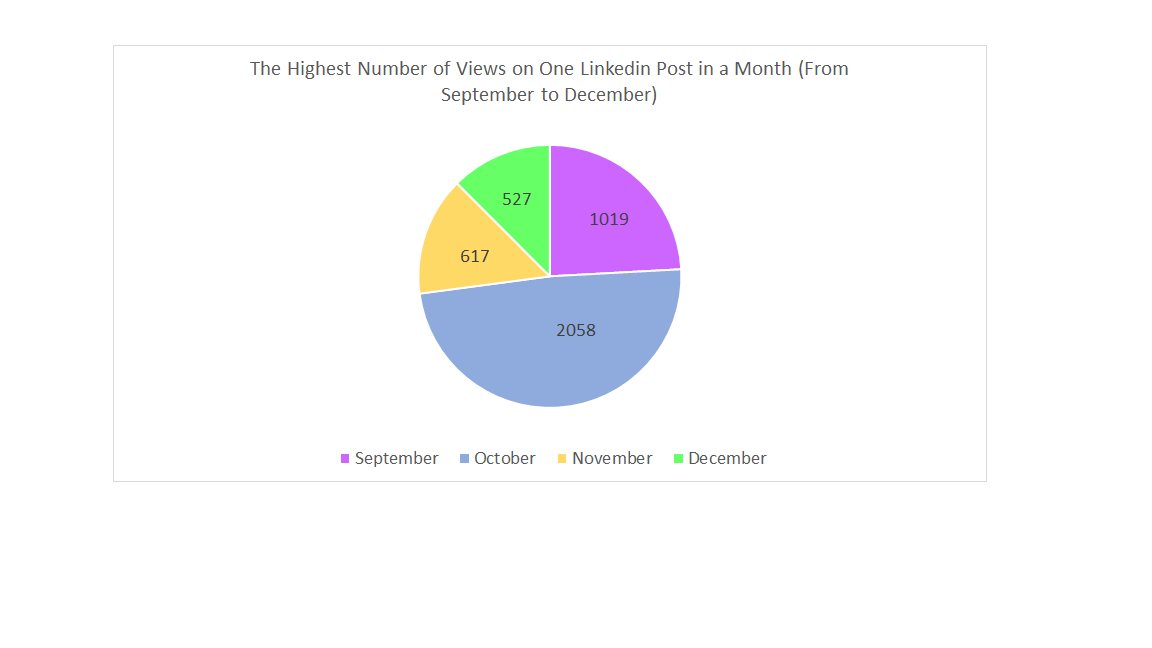 The Highest Number of Views on One Linkedin Post in a Month (From
September to December)
527
1019
617
2058
September October November December